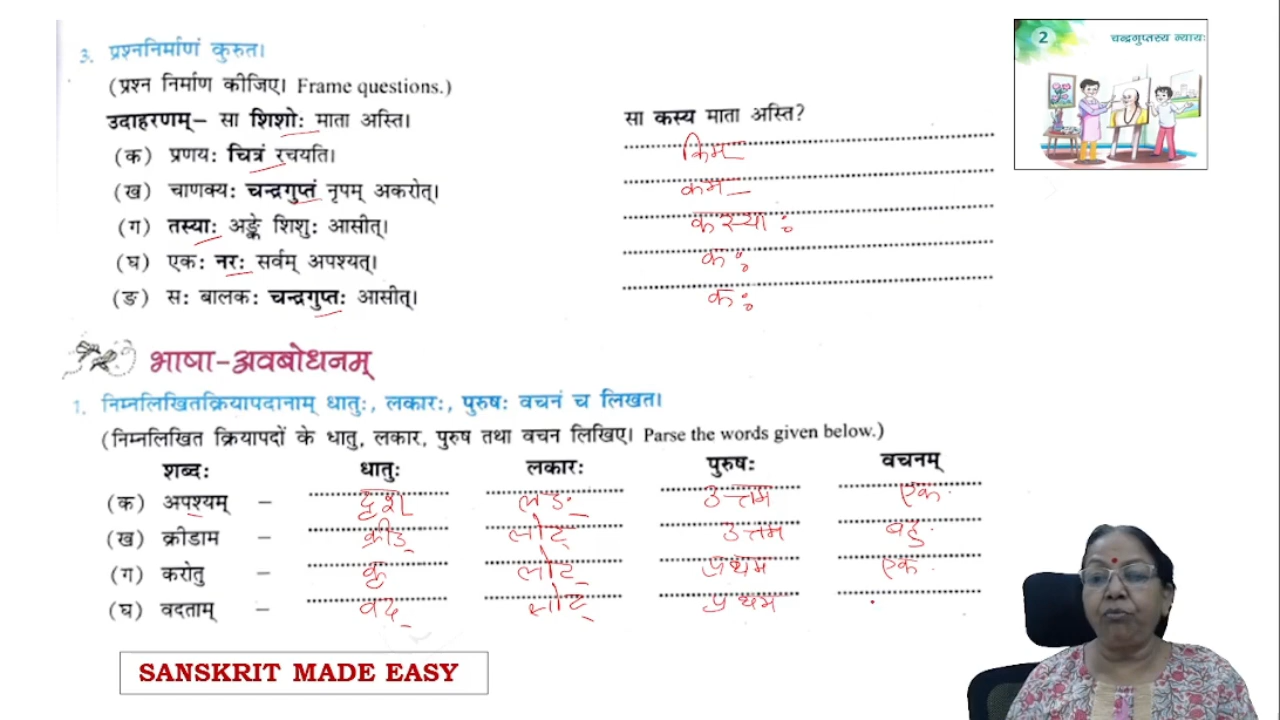 3. प्रश्ननिर्माणं कुरुत।
(प्रश्न निर्माण कीजिए। Frame questions.)
उदाहरणम्– सा शिशोः माता अस्ति। सा कस्य माता अस्ति?
(क) प्रणयः चित्रं रचयति। किम्
(ख) चाणक्यः चन्द्रगुप्तं नृपम् अकरोत्। कम्
(ग) तस्याः अङ्के शिशुः आसीत्। कस्याः
(घ) एकः नरः सर्वम् अपश्यत्। कः
(ङ) सः बालकः चन्द्रगुप्तः आसीत्। कः
2 चन्द्रगुप्तस्य न्यायः
भाषा-अवबोधनम्
1. निम्नलिखितक्रियापदानाम् धातुः, लकारः, पुरुषः वचनं च लिखत।
(निम्नलिखित क्रियापदों के धातु, लकार, पुरुष तथा वचन लिखिए। Parse the words given below.)
शब्दः धातुः लकारः पुरुषः वचनम्
(क) अपश्यम् – दृश् लङ् उत्तम एक
(ख) क्रीडाम – क्रीड् लोट् उत्तम बहु
(ग) करोतु – कृ लोट् प्रथम एक
(घ) वदताम् – वद् लोट् प्रथम
SANSKRIT MADE EASY